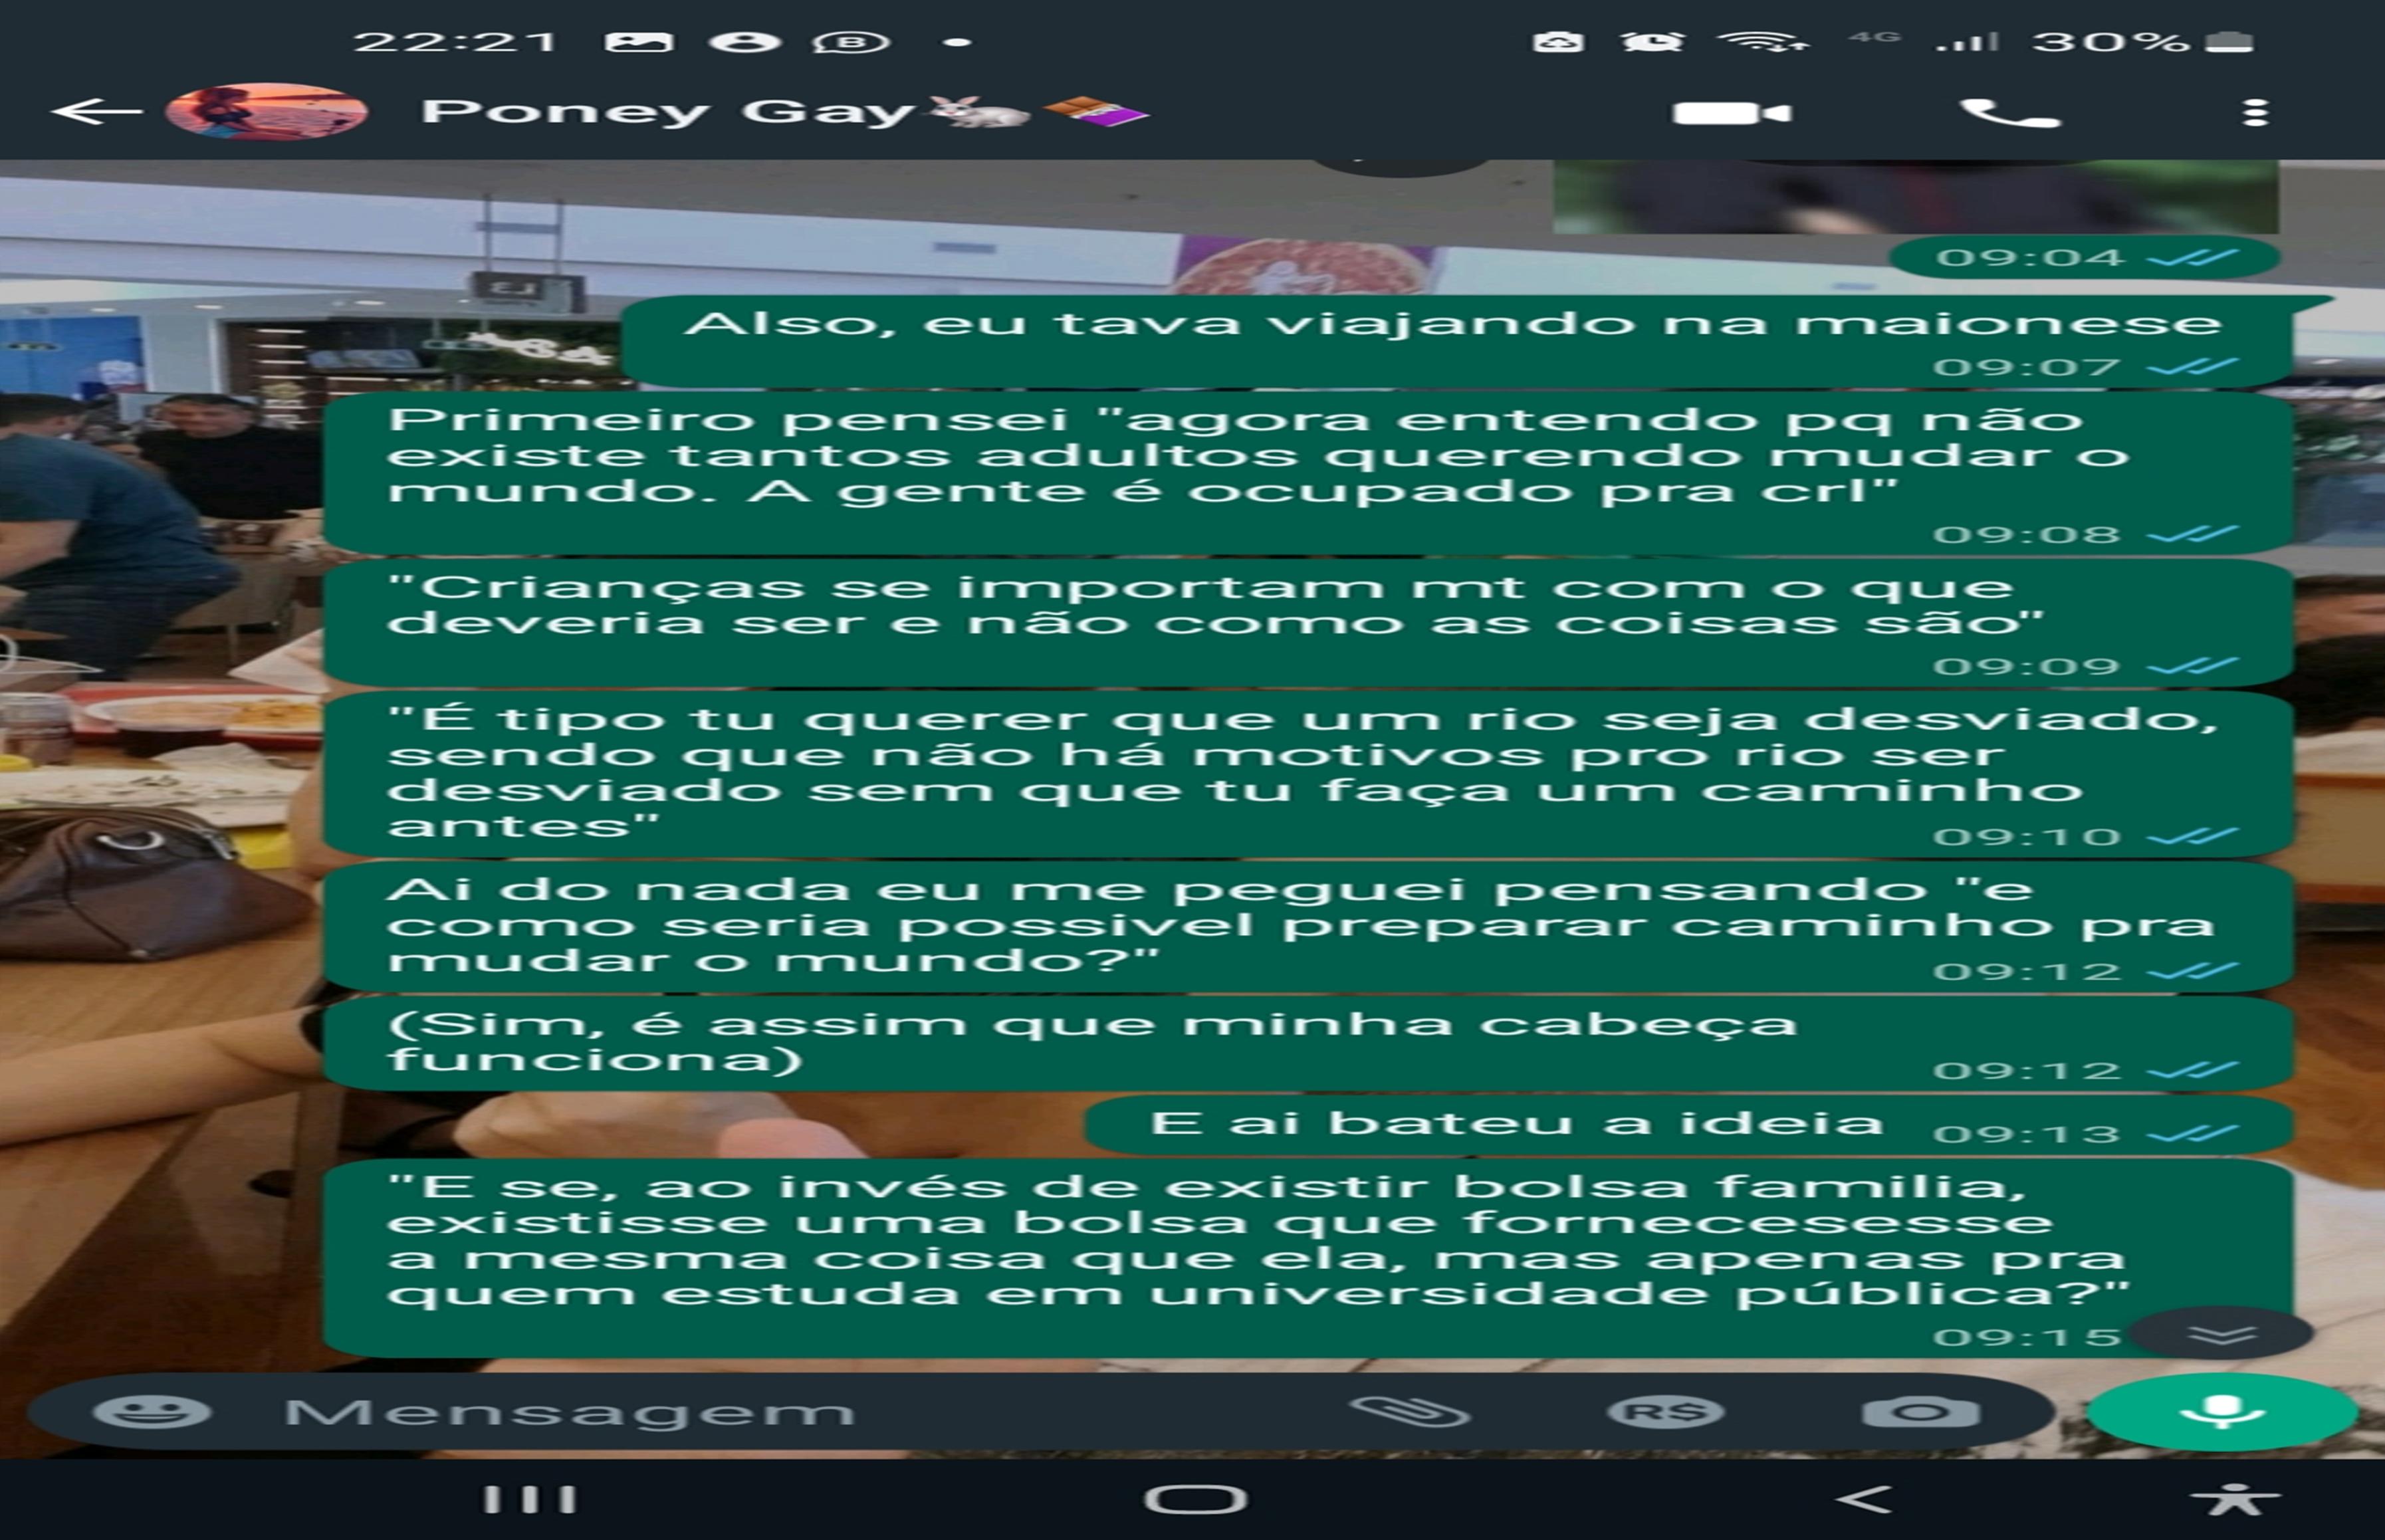 22:21
4G
30%
Poney Gay
09:04
Also, eu tava viajando na maionese
09:07
Primeiro pensei "agora entendo pq não
existe tantos adultos querendo mudar o
mundo. A gente é ocupado pra crl"
09:08
"Crianças se importam mt com o que
deveria ser e não como as coisas são"
09:09
"É tipo tu querer que um rio seja desviado,
sendo que não há motivos pro rio ser
desviado sem que tu faça um caminho
antes"
09:10
Ai do nada eu me peguei pensando "e
como seria possivel preparar caminho pra
mudar o mundo?"
09:12
(Sim, é assim que minha cabeça
funciona)
09:12
E ai bateu a ideia
09:13
"E se, ao invés de existir bolsa familia,
existisse uma bolsa que fornecesesse
a mesma coisa que ela, mas apenas pra
quem estuda em universidade pública?"
09:15
Mensagem
R$